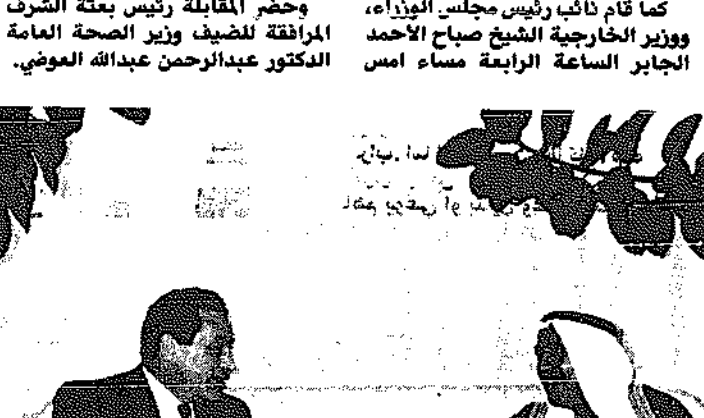 كما قام نائب رئيس مجلس الوزراء،
ووزير الخارجية الشيخ صباح الأحمد
الجابر الساعة الرابعة مساء امس
وحضر المقابلة رئيس بعثة الشرف
المرافقة للضيف وزير الصحة العامة
الدكتور عبدالرحمن عبدالله العوضي.